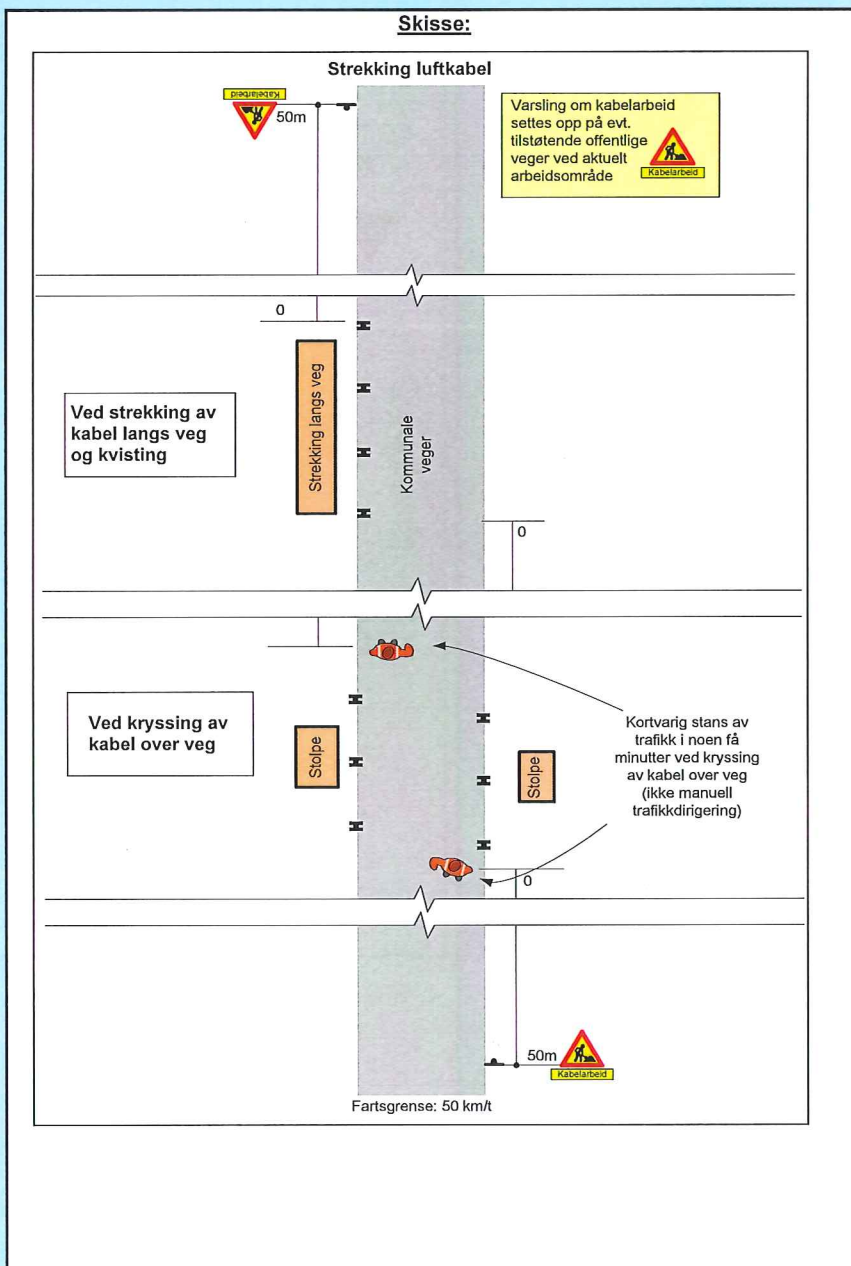 Skisse:
Strekking luftkabel
Kabelarbeid
50m
Varsling om kabelarbeid
settes opp på evt.
tilstøtende offentlige
veger ved aktuelt
arbeidsområde
Kabelarbeid
0
Ved strekking av
kabel langs veg
og kvisting
Strekking langs veg
Kommunale
veger
0
Ved kryssing av
kabel over veg
Stolpe
Stolpe
Kortvarig stans av
trafikk i noen få
minutter ved kryssing
av kabel over veg
(ikke manuell
trafikkdirigering)
0
50m
Kabelarbeid
Fartsgrense: 50 km/t